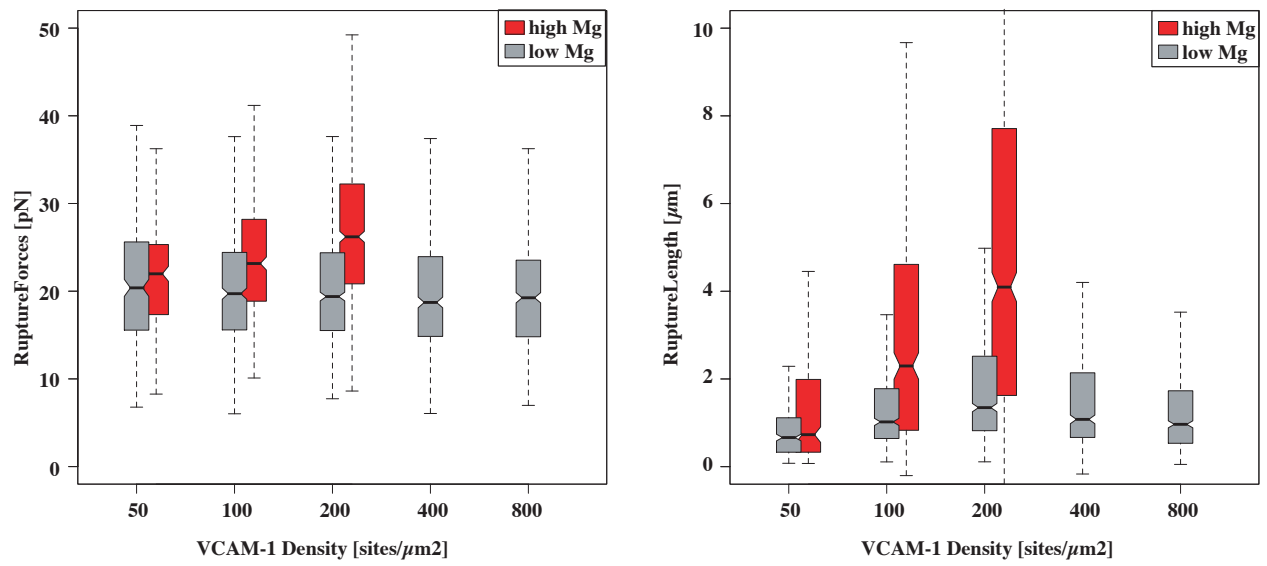 high Mg
low Mg
RuptureForces [pN]
50
40
30
20
10
0
50 100 200 400 800
VCAM-1 Density [sites/µm2]
high Mg
low Mg
RuptureLength [µm]
10
8
6
4
2
0
50 100 200 400 800
VCAM-1 Density [sites/µm2]